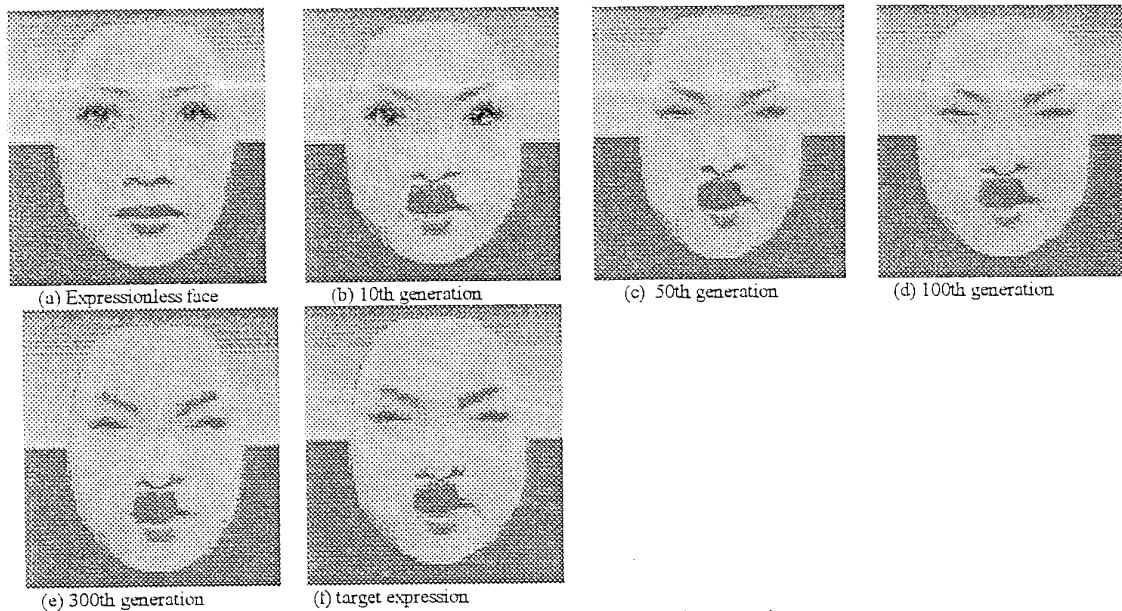 (a) Expressionless face
(b) 10th generation
(c) 50th generation
(d) 100th generation
(e) 300th generation
(f) target expression